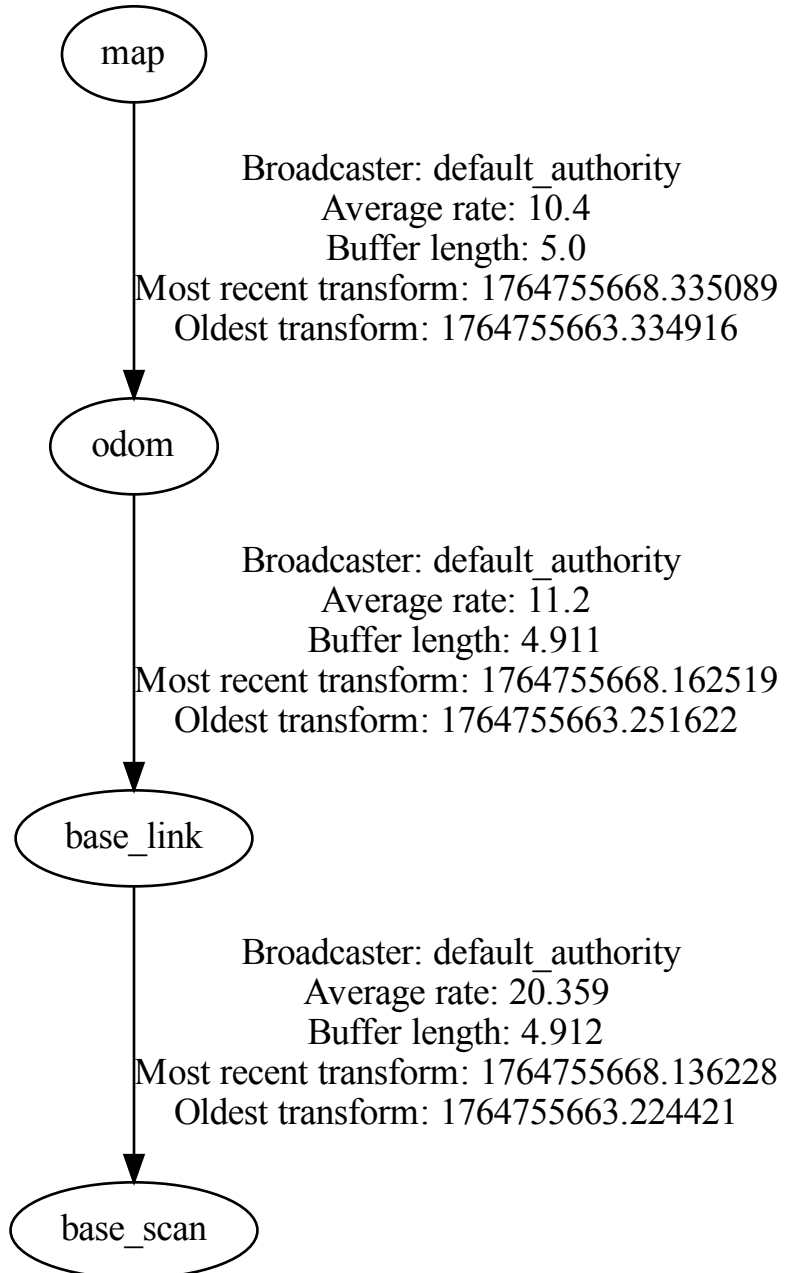 map
Broadcaster: default_authority
Average rate: 10.4
Buffer length: 5.0
Most recent transform: 1764755668.335089
Oldest transform: 1764755663.334916
odom
Broadcaster: default_authority
Average rate: 11.2
Buffer length: 4.911
Most recent transform: 1764755668.162519
Oldest transform: 1764755663.251622
base_link
Broadcaster: default_authority
Average rate: 20.359
Buffer length: 4.912
Most recent transform: 1764755668.136228
Oldest transform: 1764755663.224421
base_scan